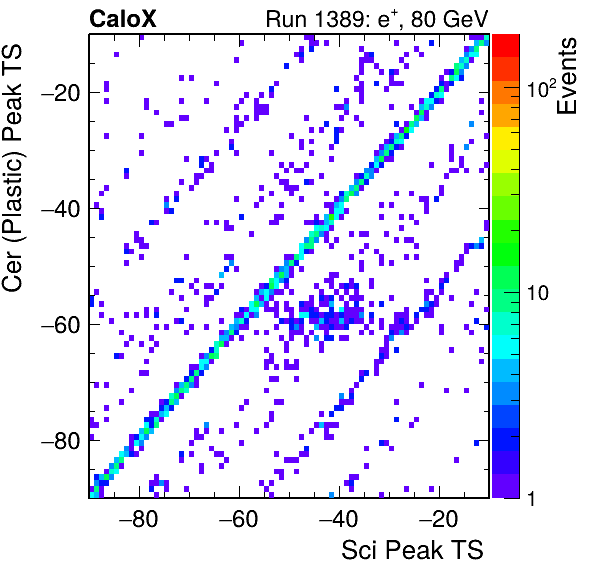 CaloX
Run 1389: e+, 80 GeV
Cer (Plastic) Peak TS
Events
10²
10
1
−20
−40
−60
−80
−80
−60
−40
−20
Sci Peak TS